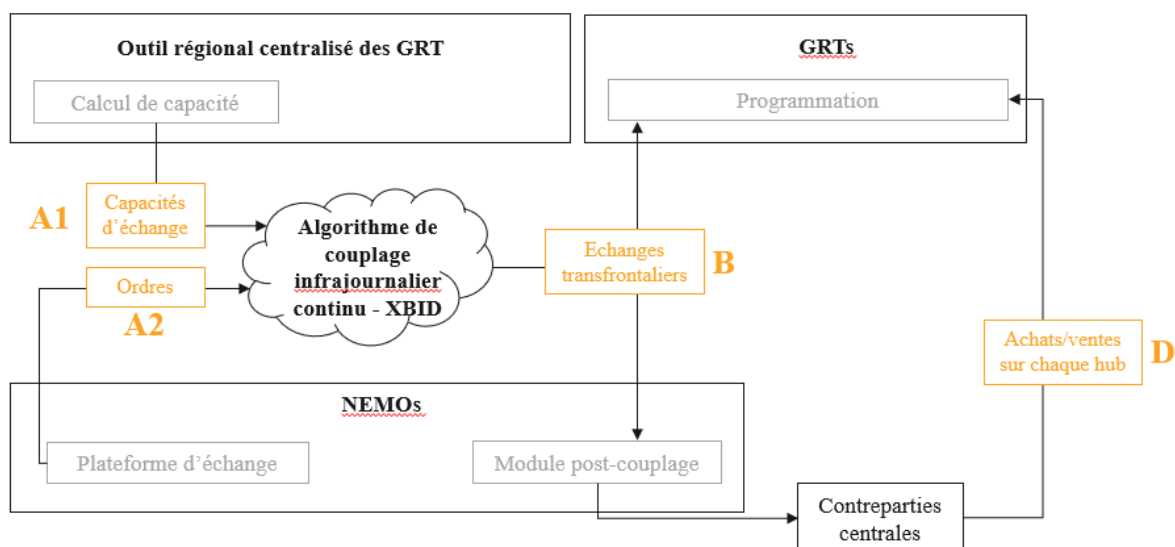 Outil régional centralisé des GRT
GRTs
Calcul de capacité
Programmation
A1
Capacités
d'échange
Ordres
A2
Algorithme de
couplage
infrajournalier
continu - XBID
Echanges
transfrontaliers
B
Achats/ventes
sur chaque hub
D
NEMOs
Plateforme d'échange
Module post-couplage
Contreparties
centrales